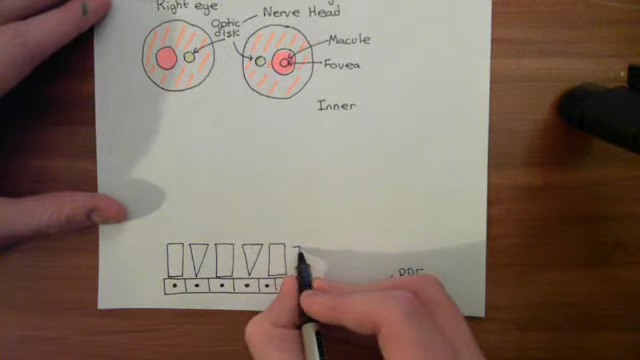 Right eye
Optic disk
Nerve Head
Macule
Fovea
Inner